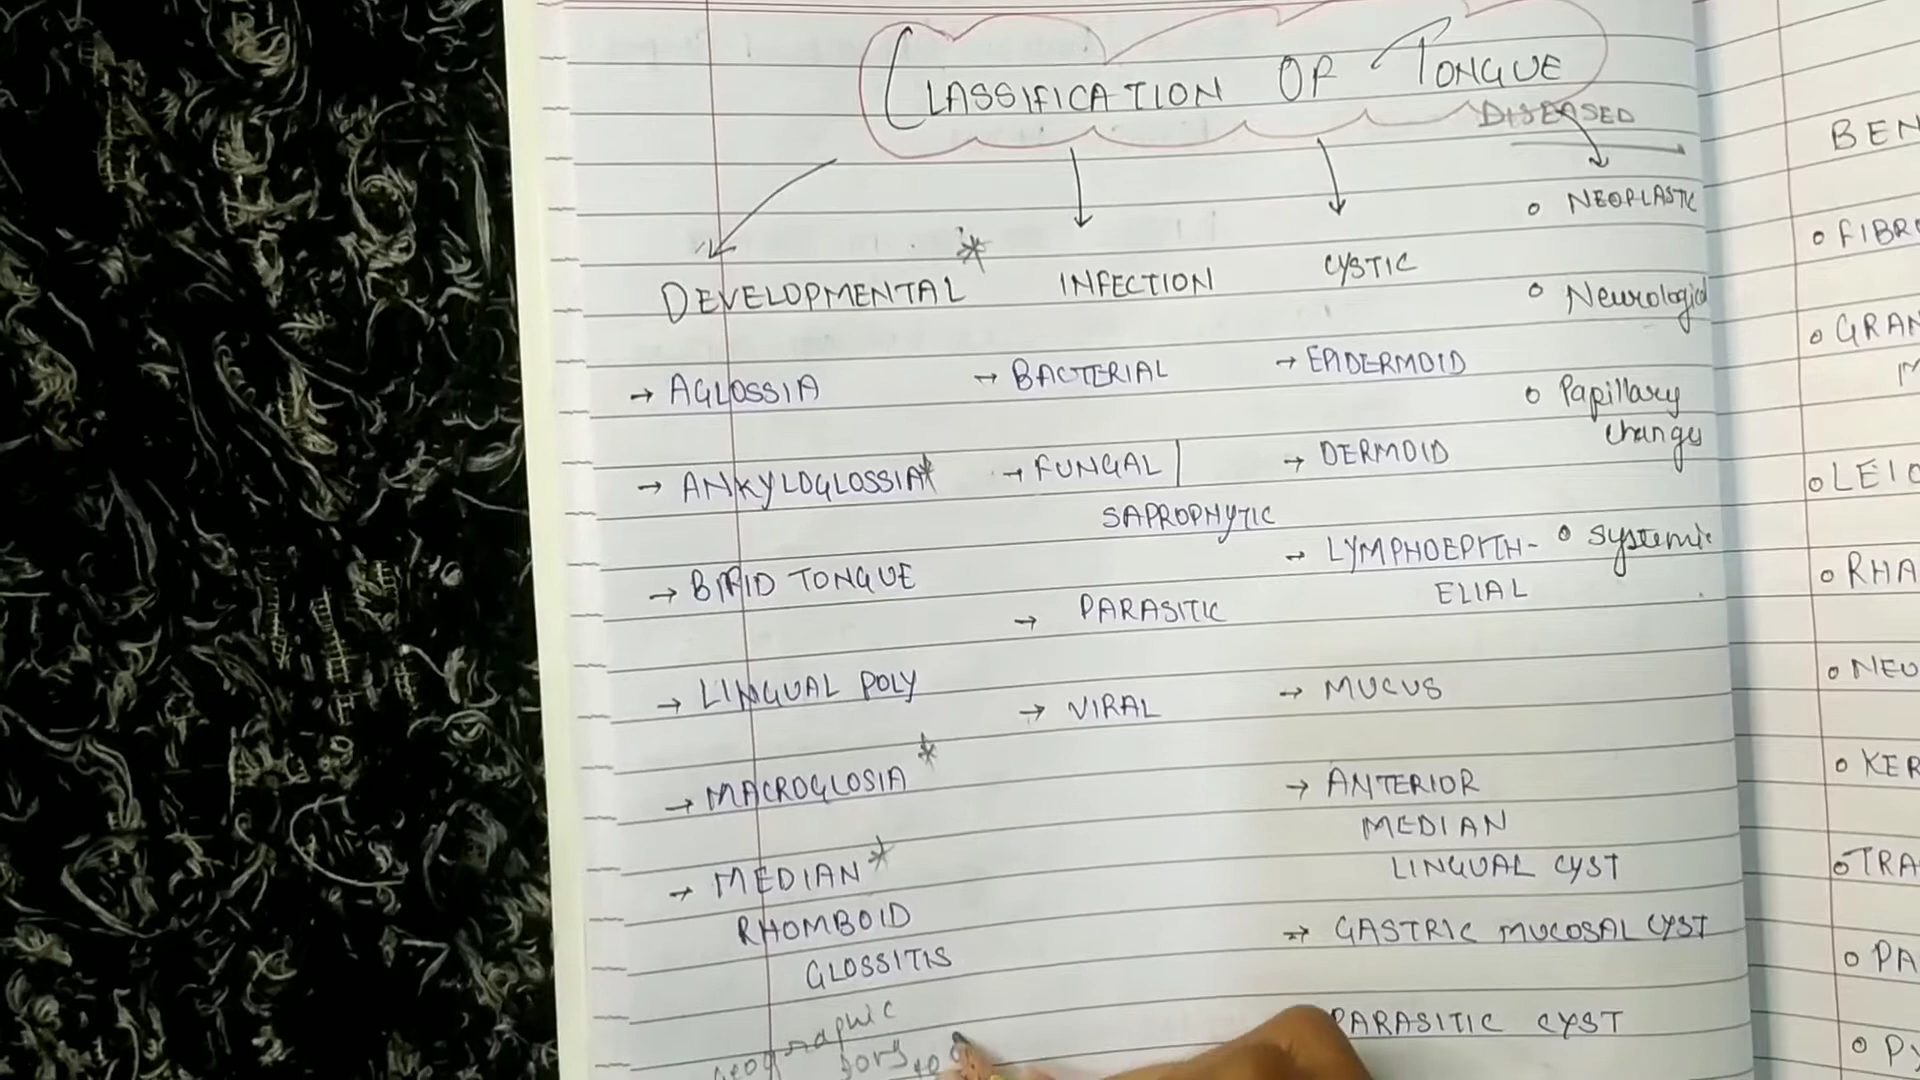 CLASSIFICATION OF TONGUE
DISEASED
DEVELOPMENTAL *
→ AGLOSSIA
→ ANKYLOGLOSSIA*
→ BIFID TONGUE
→ LINGUAL POLY
→ MACROGLOSIA *
→ MEDIAN *
RHOMBOID
GLOSSITIS
Geographic
INFECTION
→ BACTERIAL
→ FUNGAL |
SAPROPHYTIC
→ PARASITIC
→ VIRAL
CYSTIC
→ EPIDERMOID
→ DERMOID
→ LYMPHOEPITH-
ELIAL
→ MUCUS
→ ANTERIOR
MEDIAN
LINGUAL CYST
→ GASTRIC MUCOSAL CYST
PARASITIC CYST
o NEOPLASTIC
o Neurological
o Papillary
changes
o Systemic
BEN
o FIBRO
o GRAN
o LEIO
o RHA
o NEU
o KER
o TRA
o PA
o PY